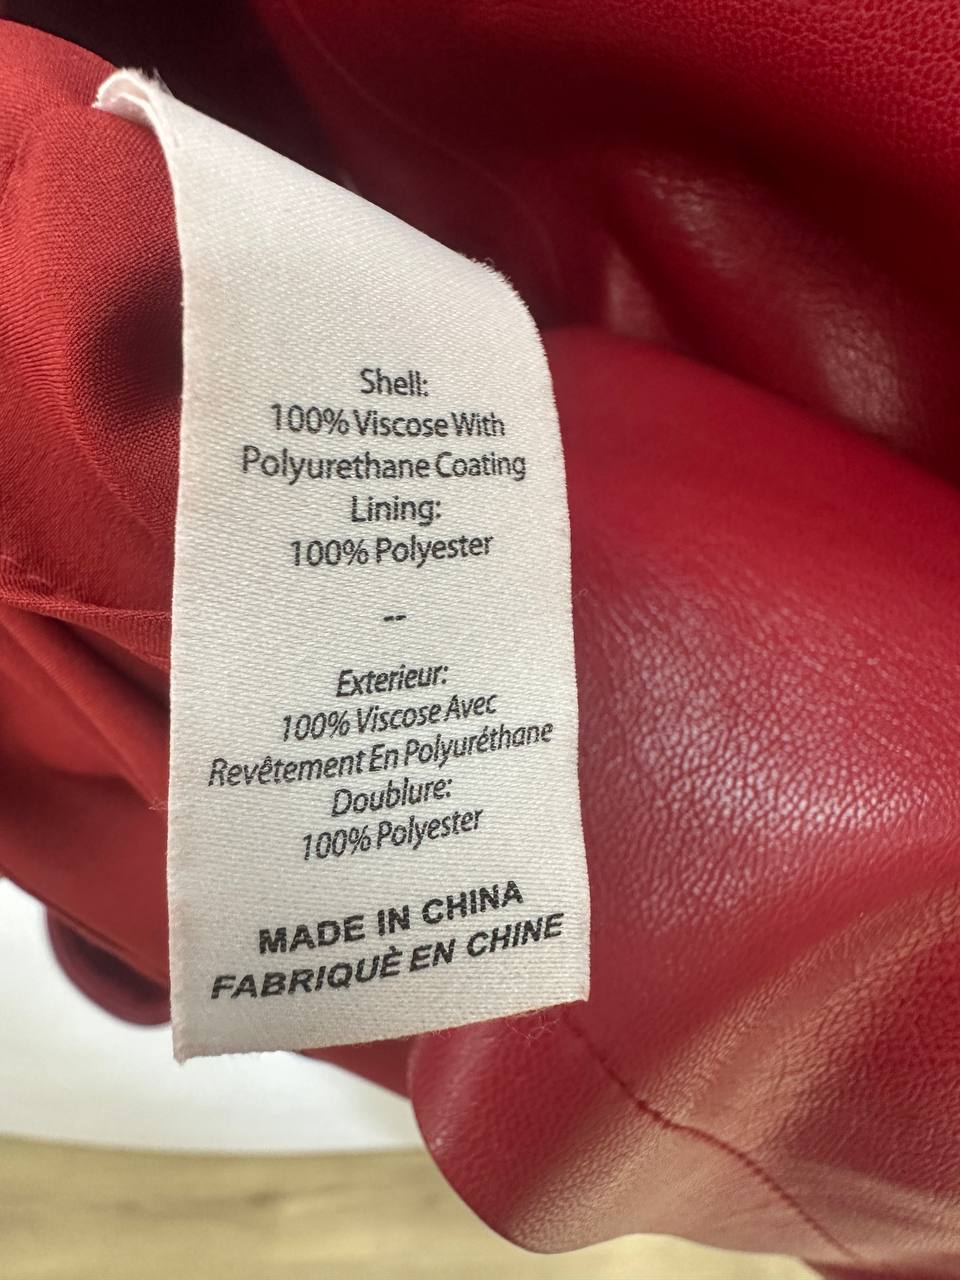 Shell:
100% Viscose With
Polyurethane Coating
Lining:
100% Polyester
--
Exterieur:
100% Viscose Avec
Revêtement En Polyuréthane
Doublure:
100% Polyester
MADE IN CHINA
FABRIQUÈ EN CHINE